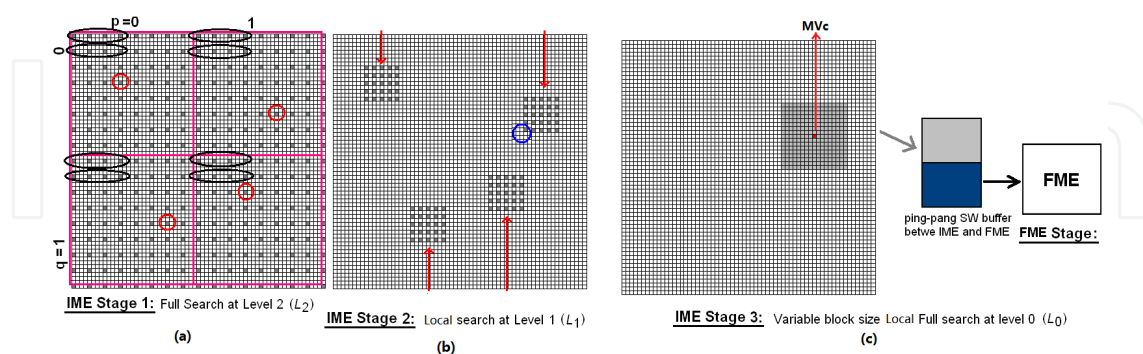 p =0 1
0
q = 1
IME Stage 1: Full Search at Level 2 (L2)
(a)
IME Stage 2: Local search at Level 1 (L1)
(b)
MVc
FME
ping-pang SW buffer
betwe IME and FME
FME Stage:
IME Stage 3: Variable block size Local Full search at level 0 (L0)
(c)